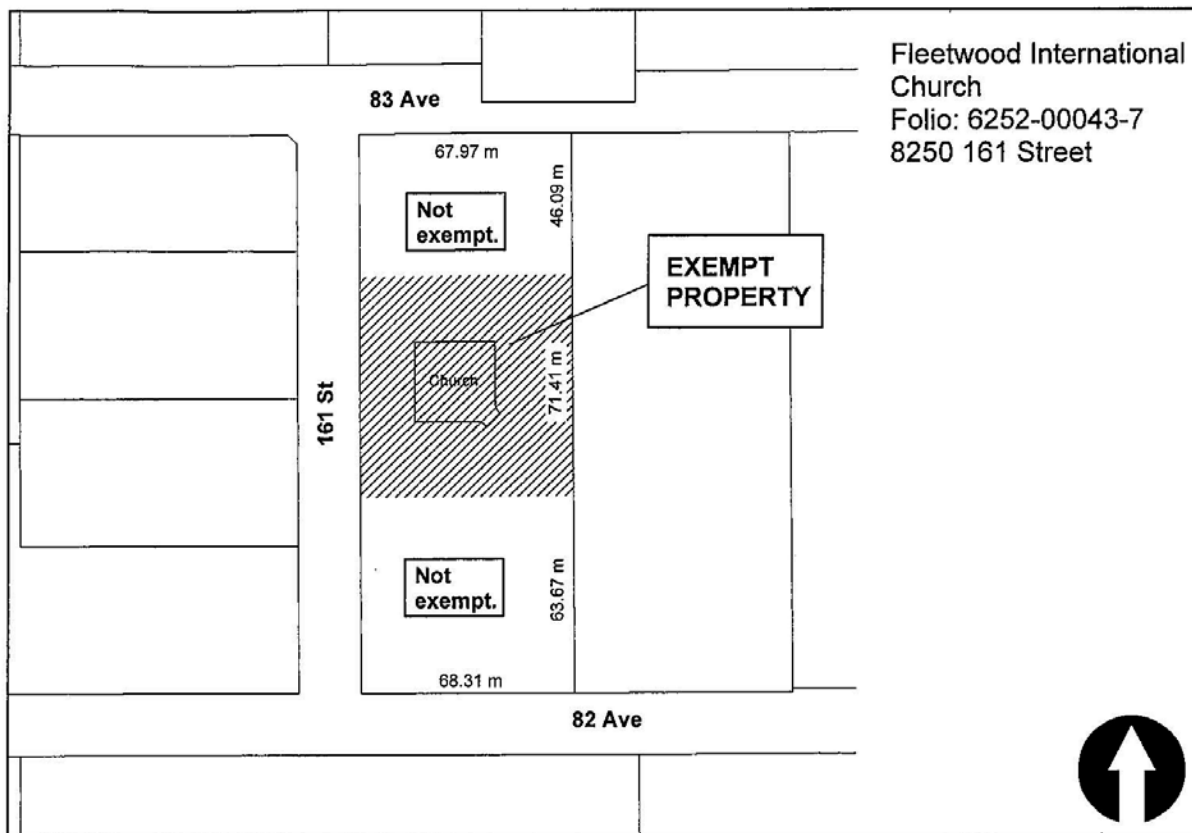 Fleetwood International
Church
Folio: 6252-00043-7
8250 161 Street
83 Ave
67.97 m
46.09 m
Not
exempt.
EXEMPT
PROPERTY
Church
71.41 m
161 St
Not
exempt.
63.67 m
68.31 m
82 Ave